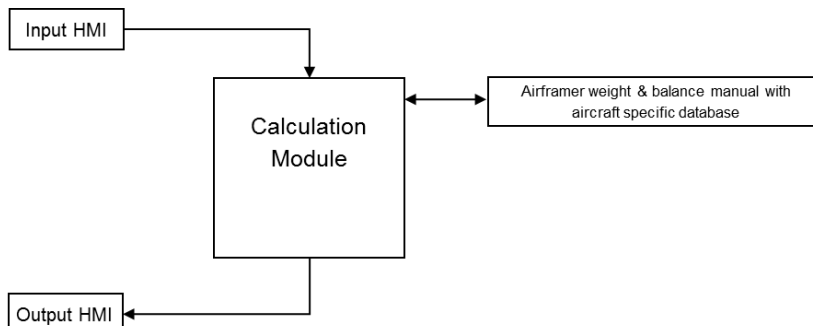 Input HMI
Calculation
Module
Airframer weight & balance manual with
aircraft specific database
Output HMI